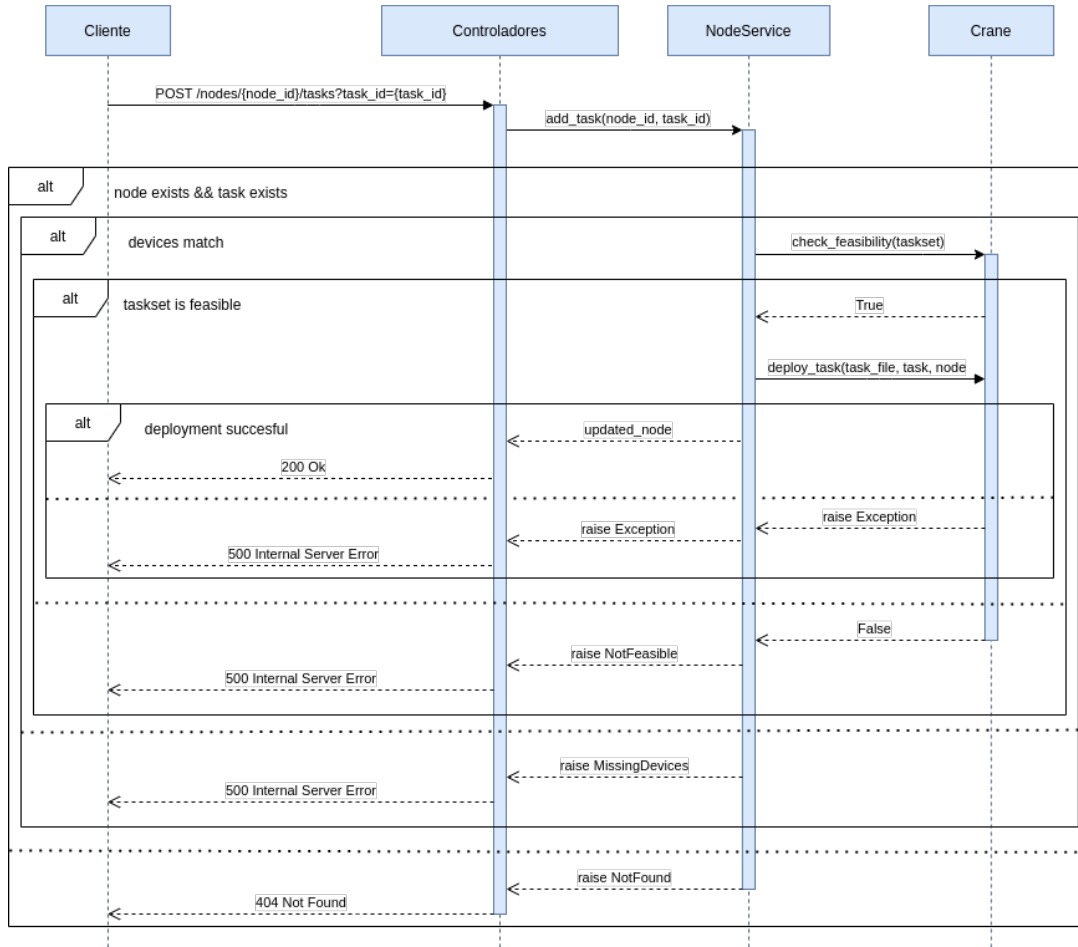 Cliente
Controladores
NodeService
Crane
POST /nodes/{node_id}/tasks?task_id={task_id}
add_task(node_id, task_id)
alt
node exists && task exists
alt
devices match
check_feasibility(taskset)
alt
taskset is feasible
True
deploy_task(task_file, task, node
alt
deployment succesful
updated_node
200 Ok
raise Exception
raise Exception
500 Internal Server Error
False
raise NotFeasible
500 Internal Server Error
raise MissingDevices
500 Internal Server Error
raise NotFound
404 Not Found